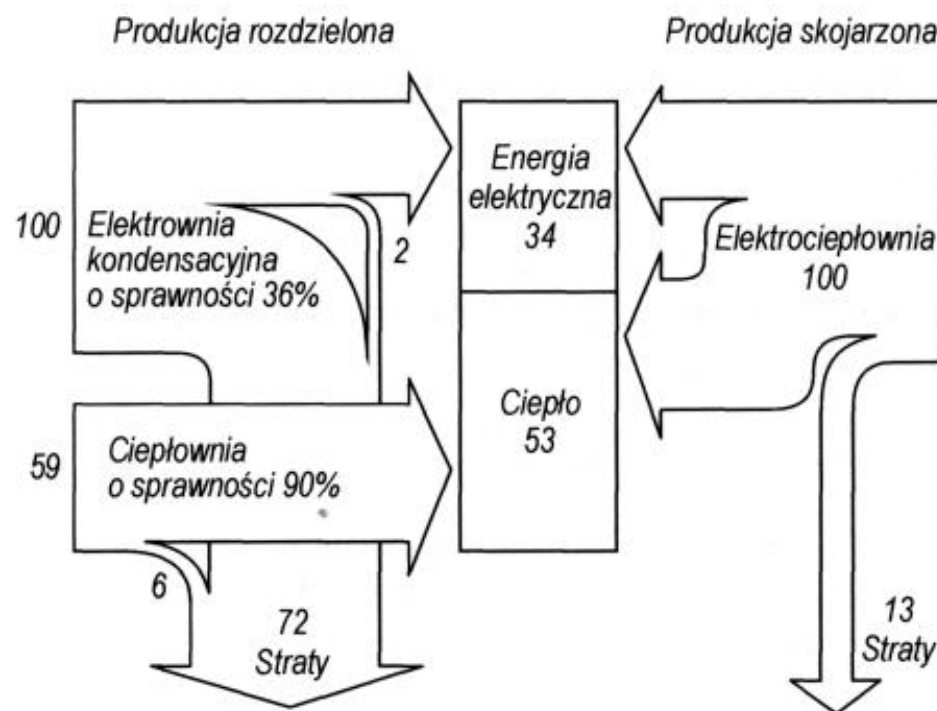 Produkcja rozdzielona
Produkcja skojarzona
100
Elektrownia
kondensacyjna
o sprawności 36%
2
59
Ciepłownia
o sprawności 90%
6
72
Straty
Energia
elektryczna
34
Ciepło
53
Elektrociepłownia
100
13
Straty